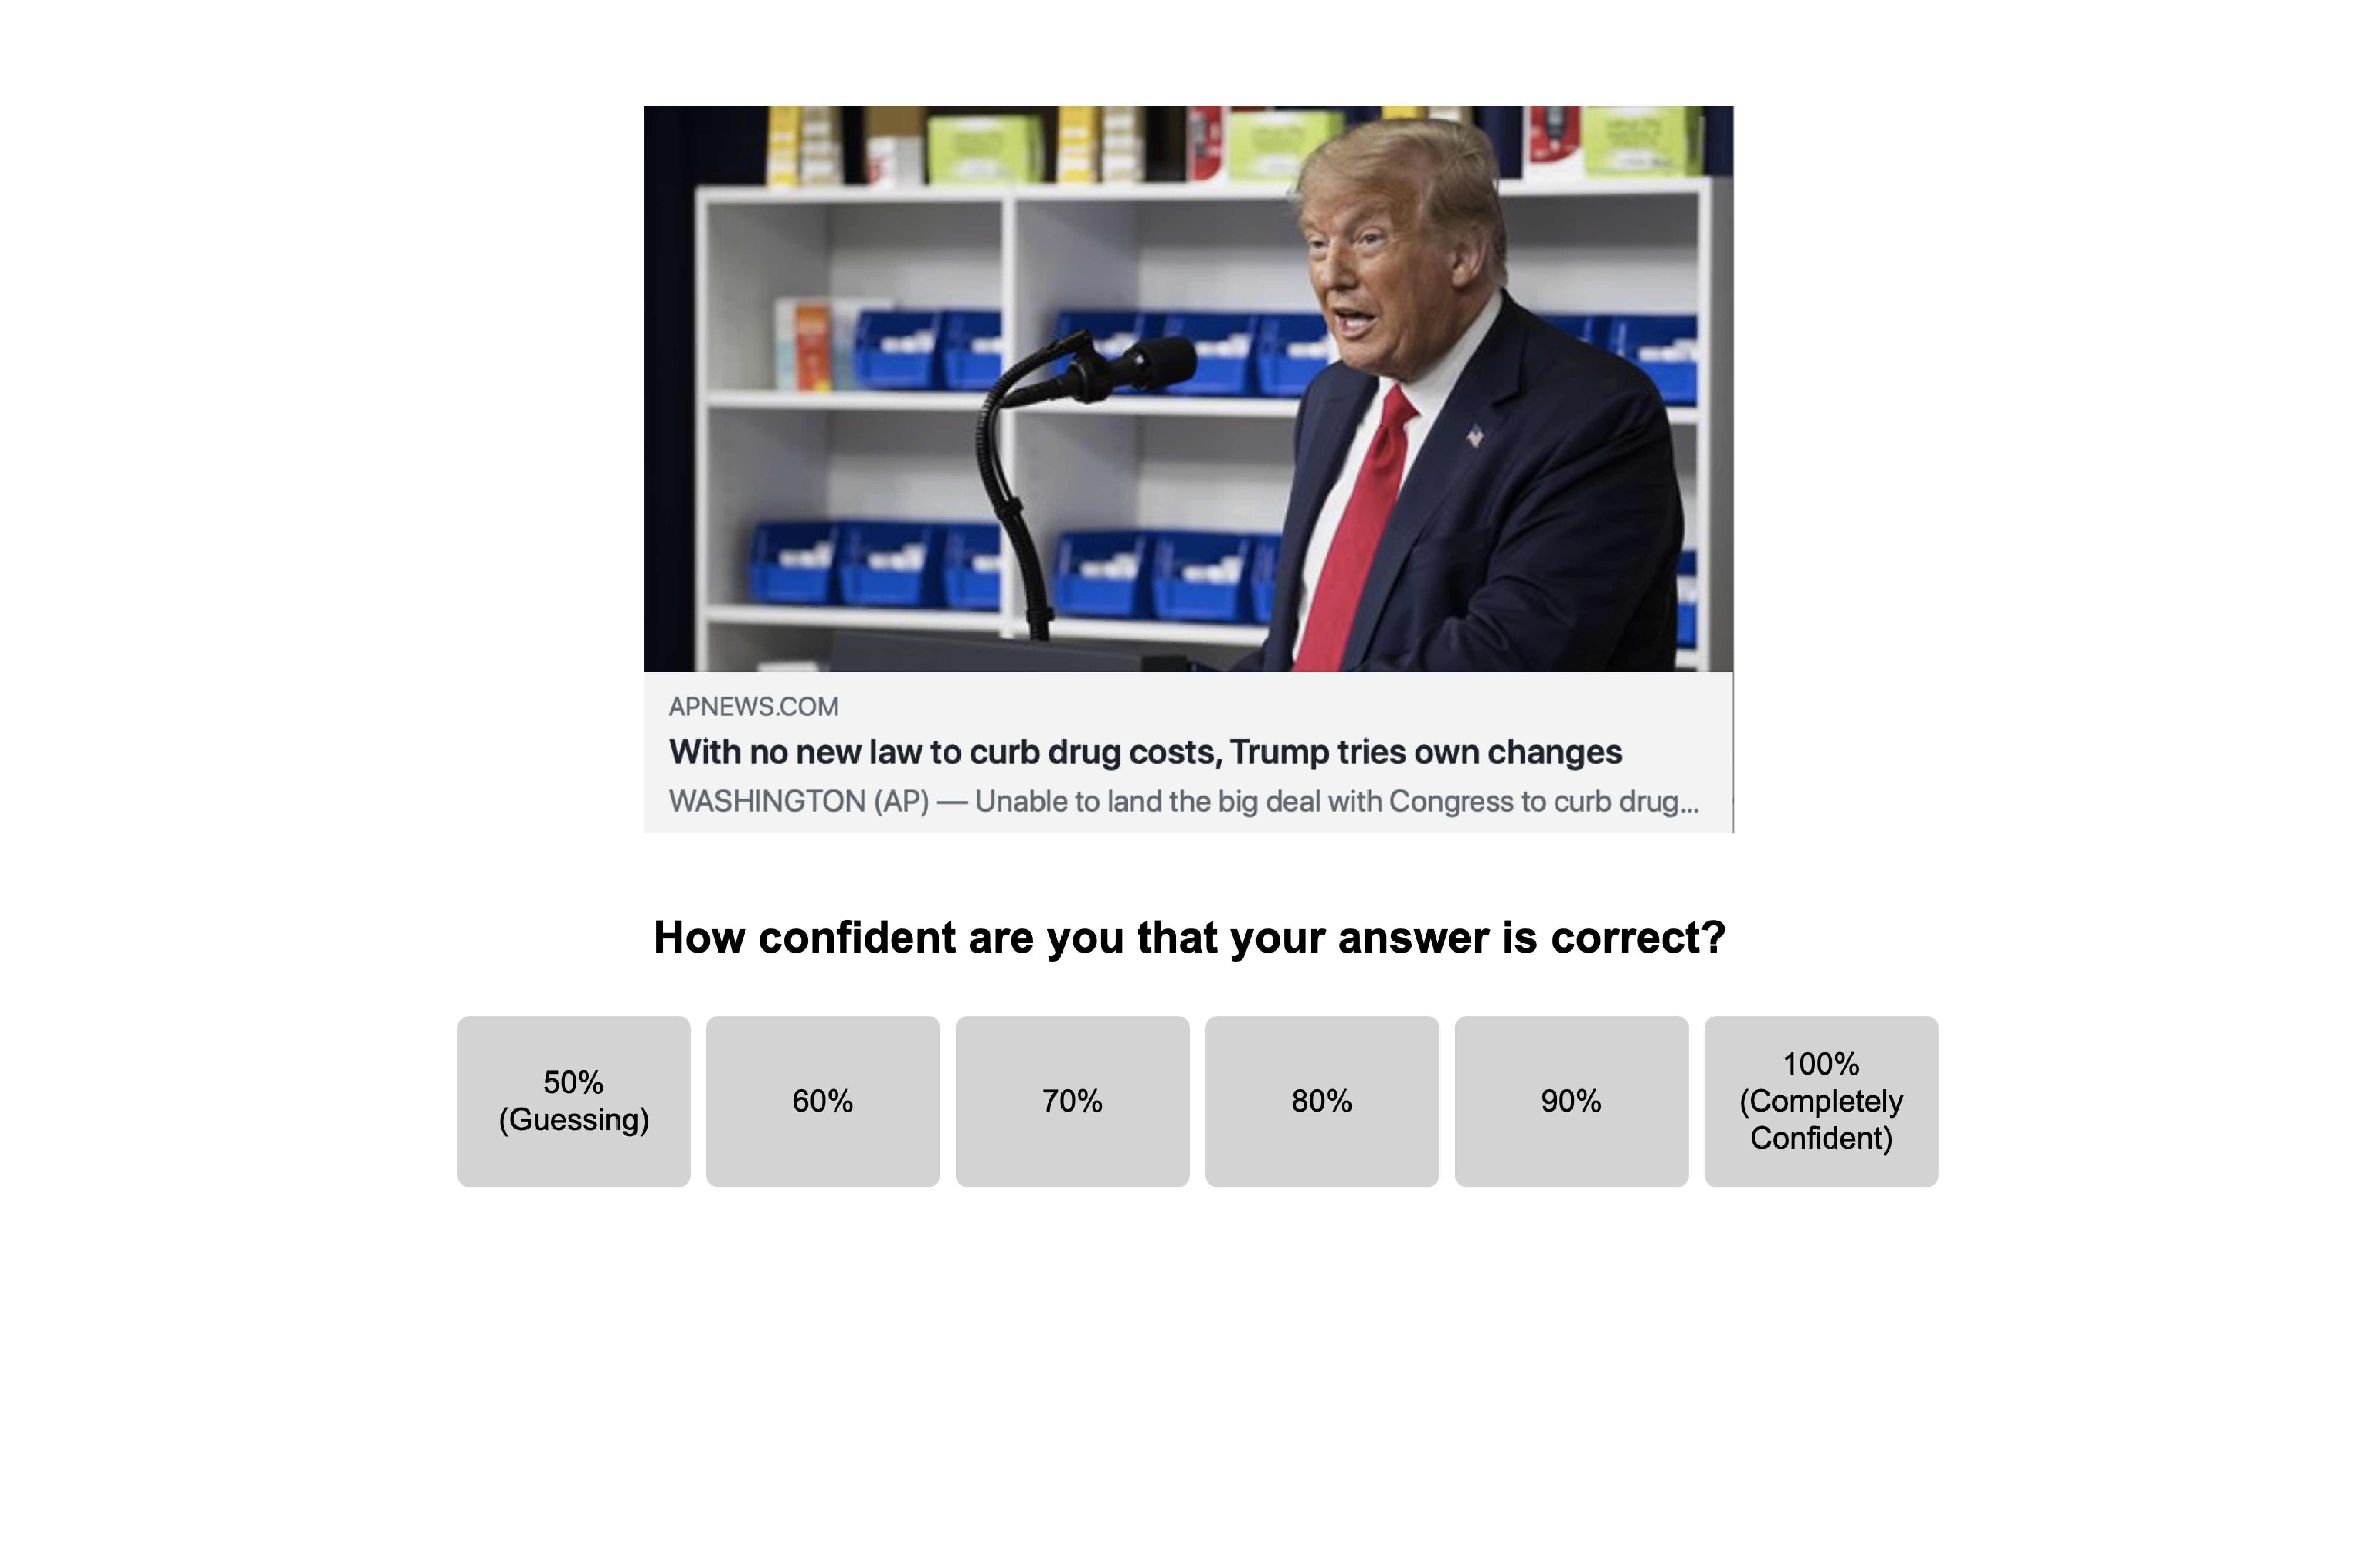 APNEWS.COM
With no new law to curb drug costs, Trump tries own changes
WASHINGTON (AP) — Unable to land the big deal with Congress to curb drug...
How confident are you that your answer is correct?
50%
(Guessing)
60%
70%
80%
90%
100%
(Completely
Confident)